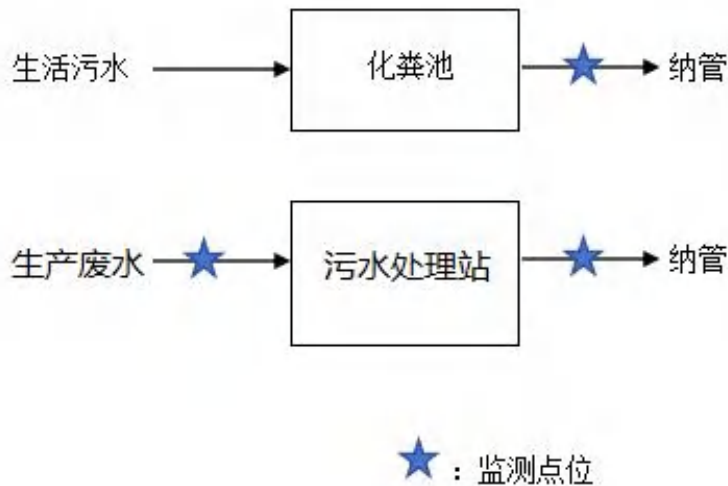 生活污水 化粪池 纳管
生产废水 污水处理站 纳管
：监测点位